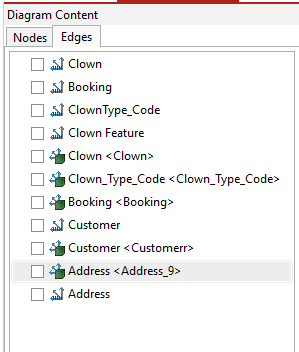 Diagram Content
Nodes Edges
Clown
Booking
ClownType_Code
Clown Feature
Clown <Clown>
Clown_Type_Code <Clown_Type_Code>
Booking <Booking>
Customer
Customer <Customerr>
Address <Address_9>
Address